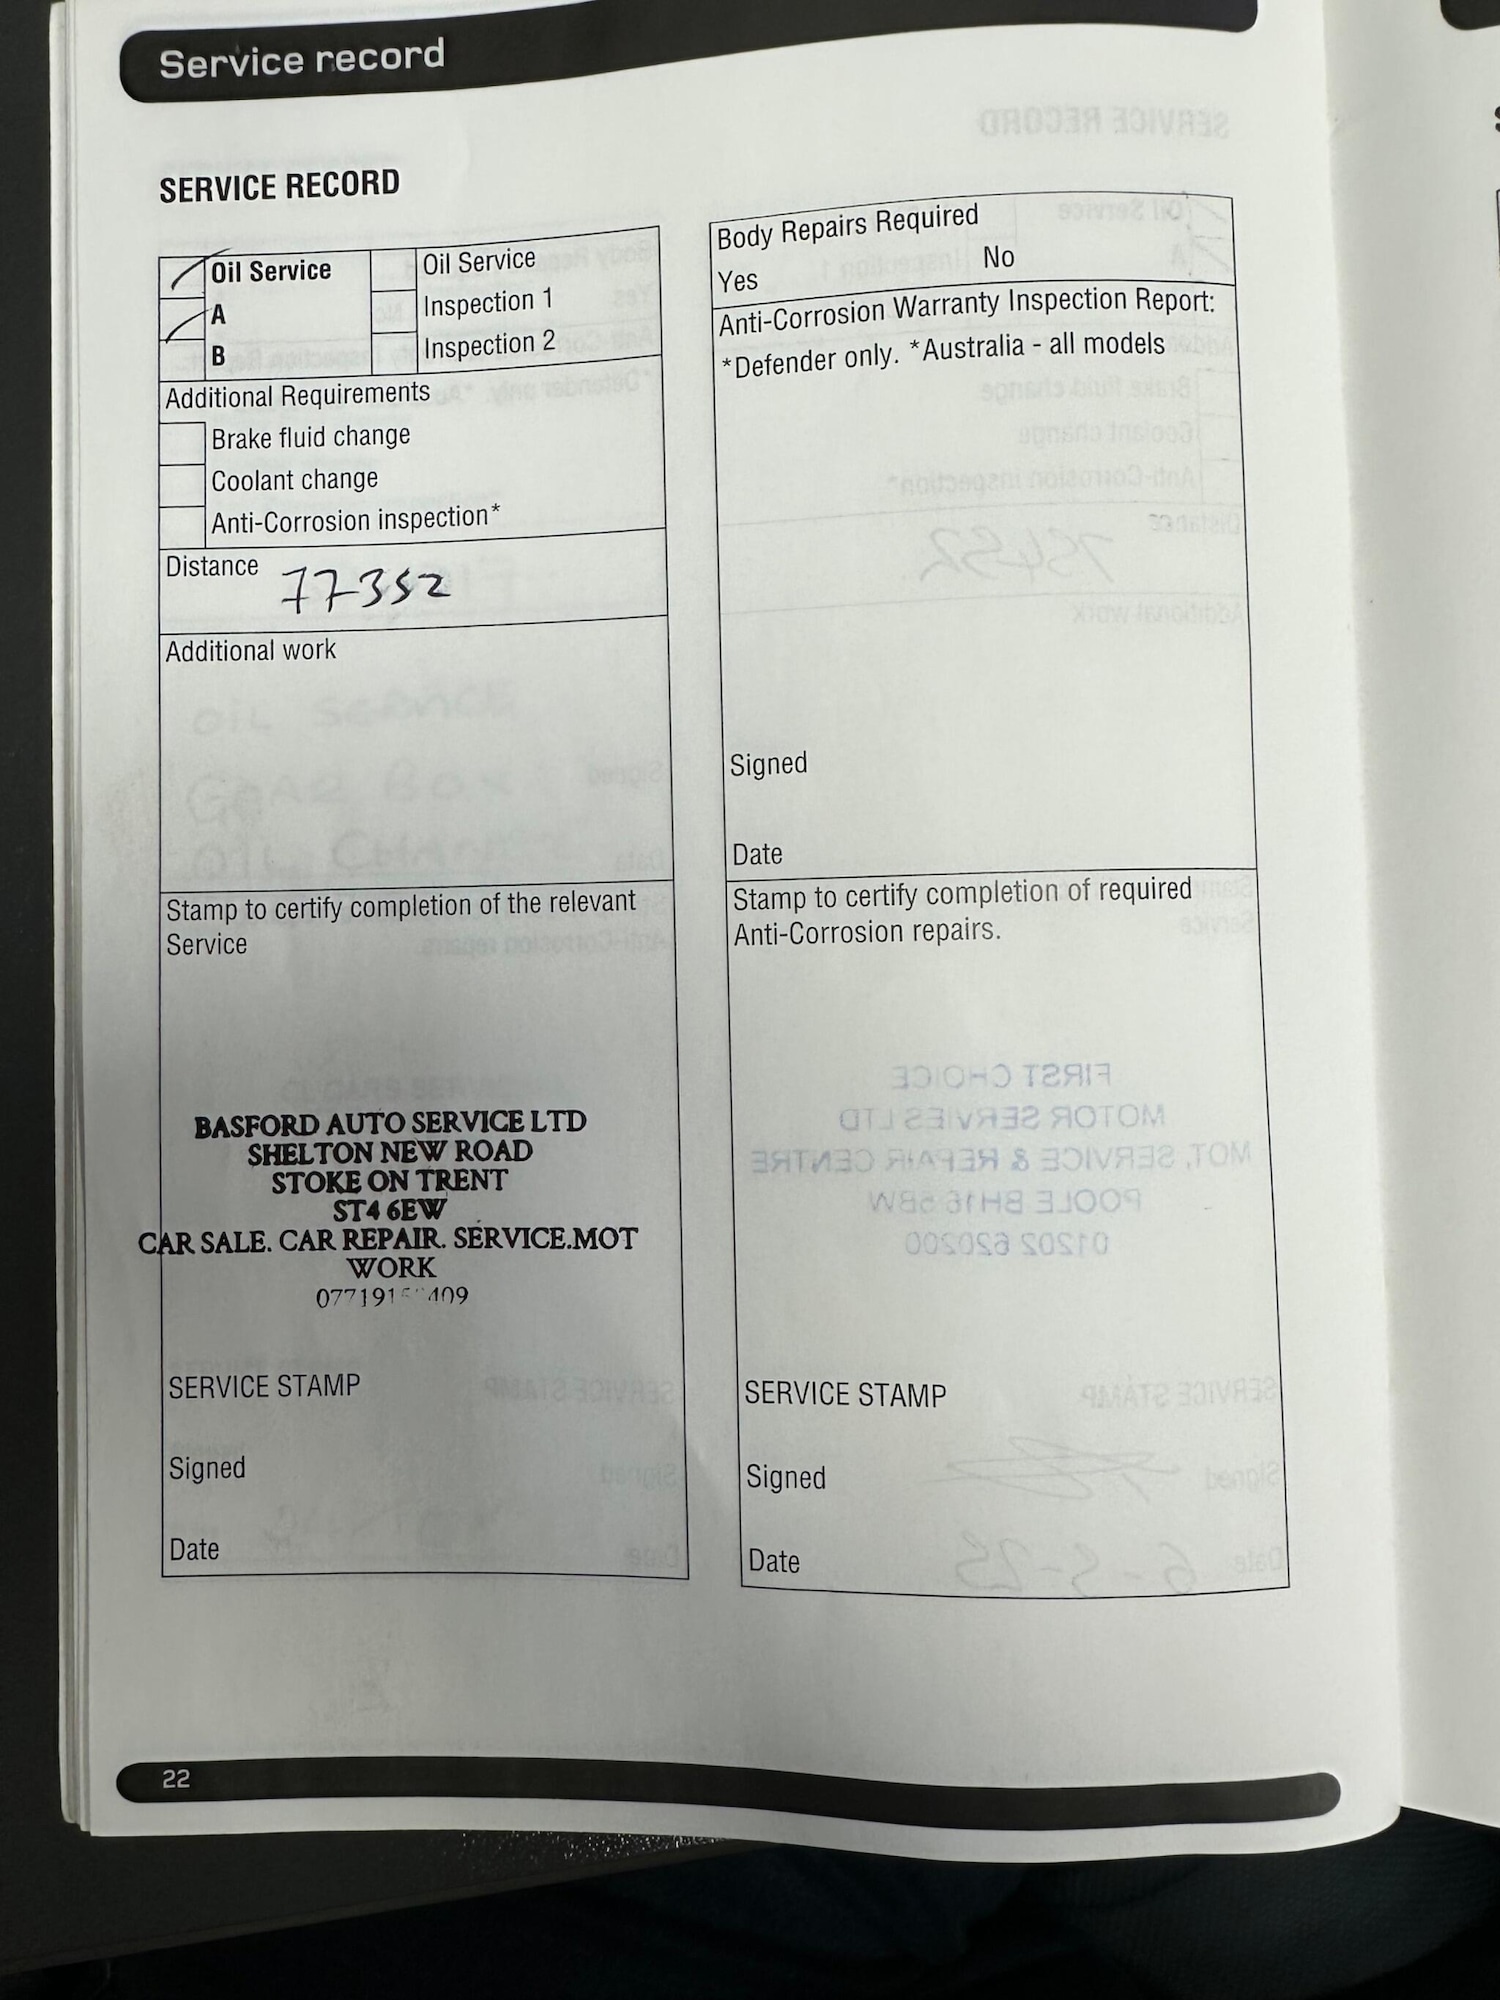 Service record
SERVICE RECORD
Oil Service
A
B
Oil Service
Inspection 1
Inspection 2
Additional Requirements
Brake fluid change
Coolant change
Anti-Corrosion inspection*
Distance 77352
Additional work
Stamp to certify completion of the relevant
Service
BASFORD AUTO SERVICE LTD
SHELTON NEW ROAD
STOKE ON TRENT
ST4 6EW
CAR SALE. CAR REPAIR. SERVICE.MOT
WORK
SERVICE STAMP
Signed
Date
Body Repairs Required
Yes No
Anti-Corrosion Warranty Inspection Report:
*Defender only. *Australia - all models
Signed
Date
Stamp to certify completion of required
Anti-Corrosion repairs.
SERVICE STAMP
Signed
Date
22